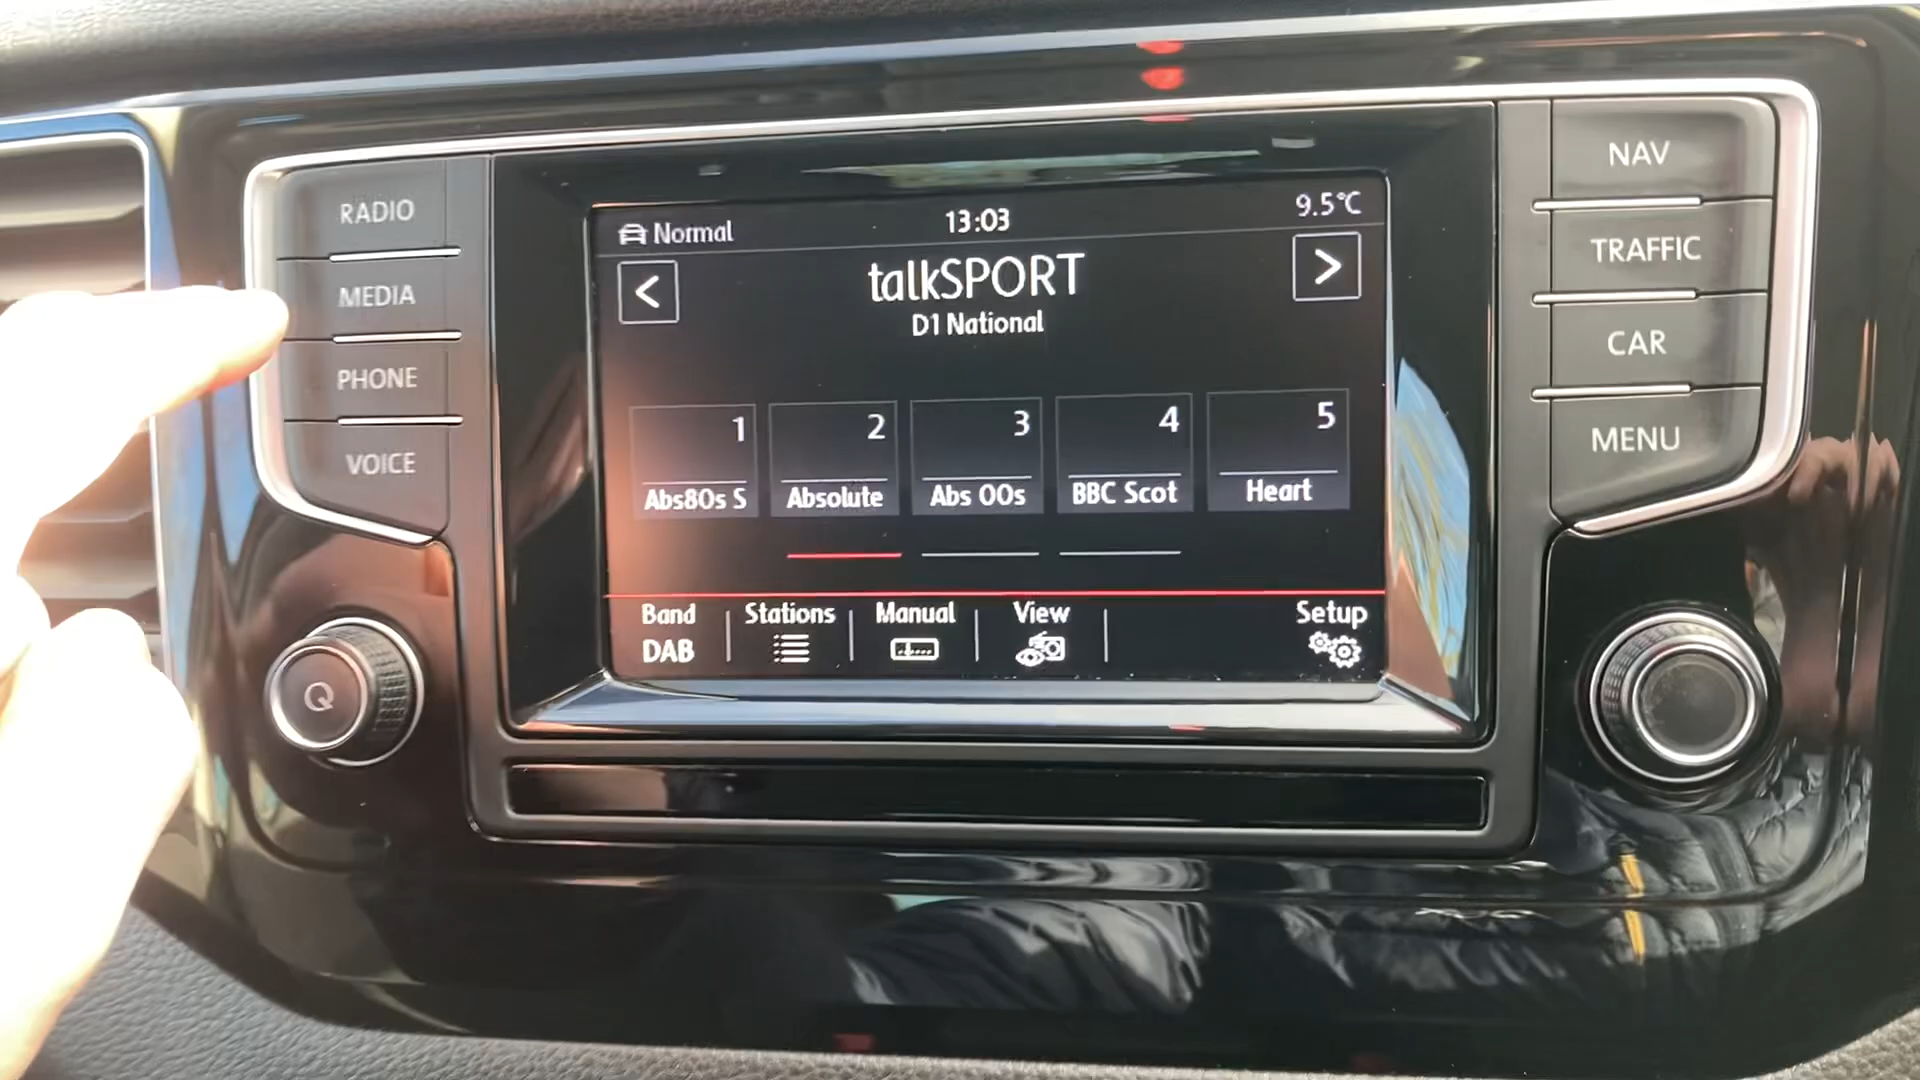 RADIO
MEDIA
PHONE
VOICE
Normal
13:03
9.5°C
<
talkSPORT
>
D1 National
1
2
3
4
5
Abs80s S
Absolute
Abs 00s
BBC Scot
Heart
Band
Stations
Manual
View
Setup
DAB
NAV
TRAFFIC
CAR
MENU